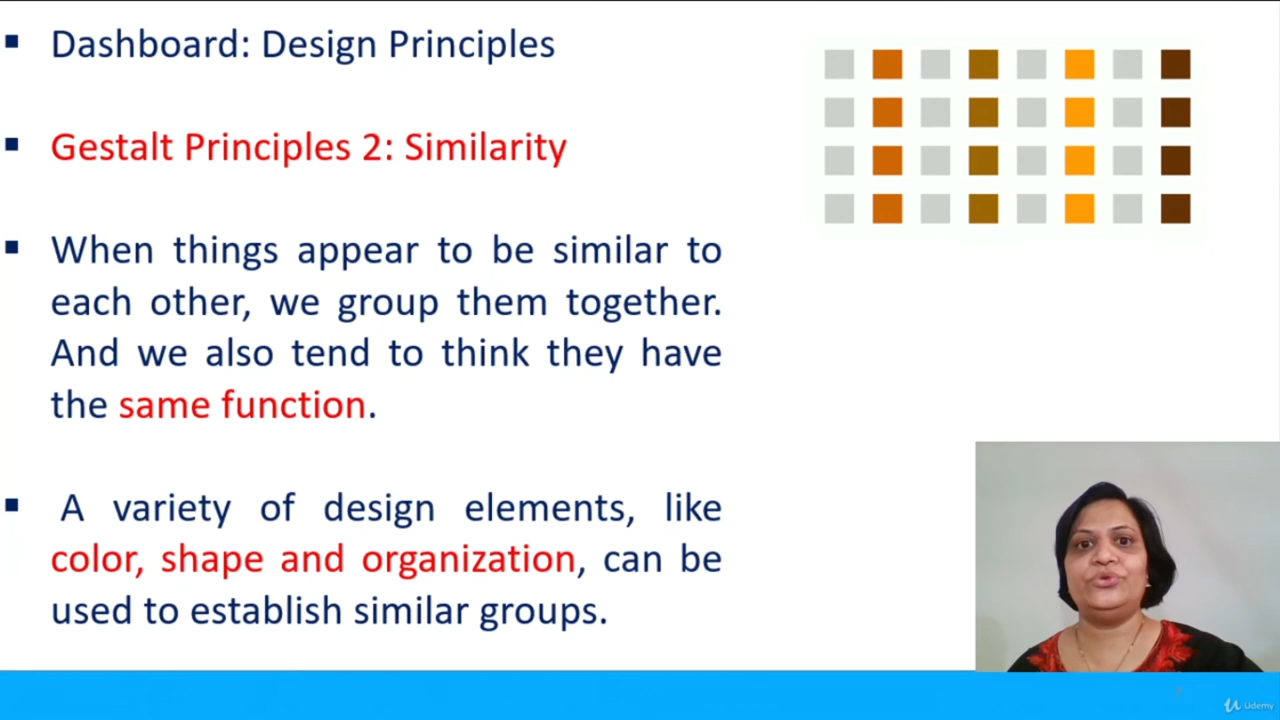 Dashboard: Design Principles
Gestalt Principles 2: Similarity
When things appear to be similar to
each other, we group them together.
And we also tend to think they have
the same function.
A variety of design elements, like
color, shape and organization, can be
used to establish similar groups.
Udemy